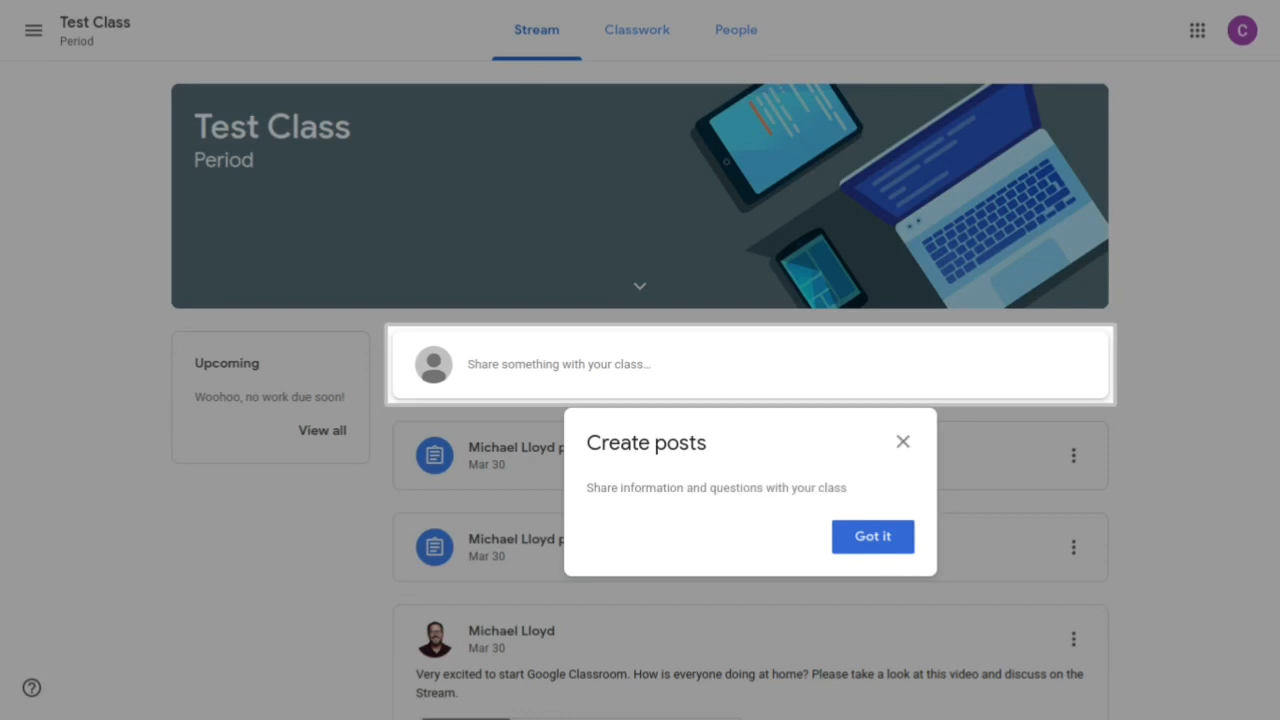 Test Class
Period
Stream
Classwork
People
C
Test Class
Period
Upcoming
Woohoo, no work due soon!
View all
Share something with your class...
Michael Lloyd
Mar 30
Create posts
Share information and questions with your class
Got it
Michael Lloyd
Mar 30
Michael Lloyd
Mar 30
Very excited to start Google Classroom. How is everyone doing at home? Please take a look at this video and discuss on the
Stream.